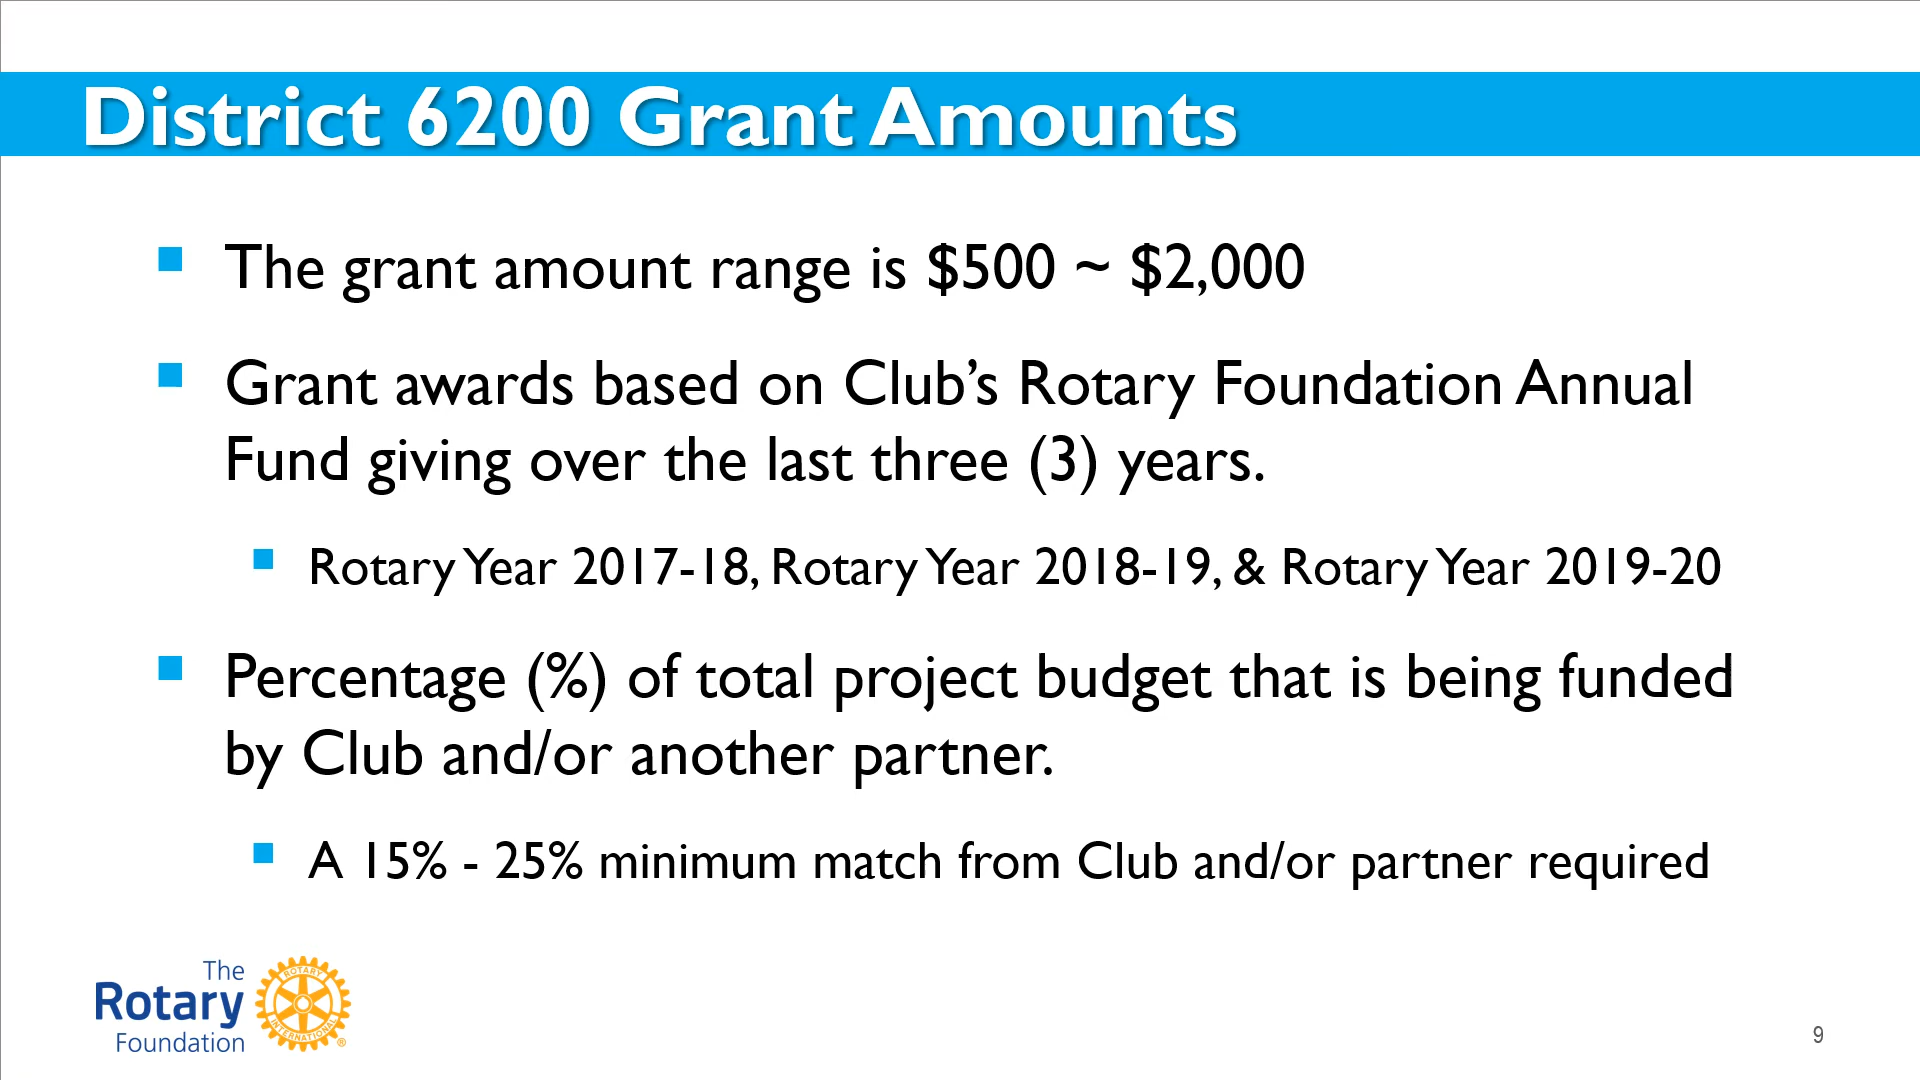 District 6200 Grant Amounts
▪ The grant amount range is $500 ~ $2,000
▪ Grant awards based on Club’s Rotary Foundation Annual
Fund giving over the last three (3) years.
▪ Rotary Year 2017-18, Rotary Year 2018-19, & Rotary Year 2019-20
▪ Percentage (%) of total project budget that is being funded
by Club and/or another partner.
▪ A 15% - 25% minimum match from Club and/or partner required
The
Rotary
Foundation
ROTARY
INTERNATIONAL
®
9